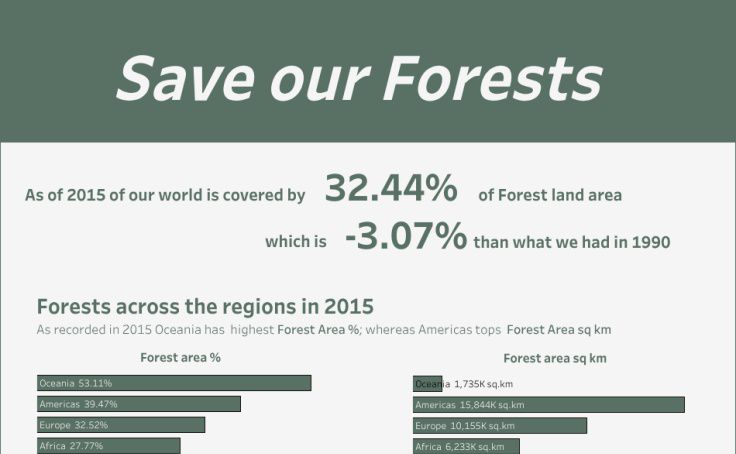 Save our Forests
As of 2015 of our world is covered by 32.44% of Forest land area
which is -3.07% than what we had in 1990
Forests across the regions in 2015
As recorded in 2015 Oceania has highest Forest Area %; whereas Americas tops Forest Area sq km
Forest area %
Oceania 53.11%
Americas 39.47%
Europe 32.52%
Africa 27.77%
Forest area sq km
Oceania 1,735K sq.km
Americas 15,844K sq.km
Europe 10,155K sq.km
Africa 6,233K sq.km